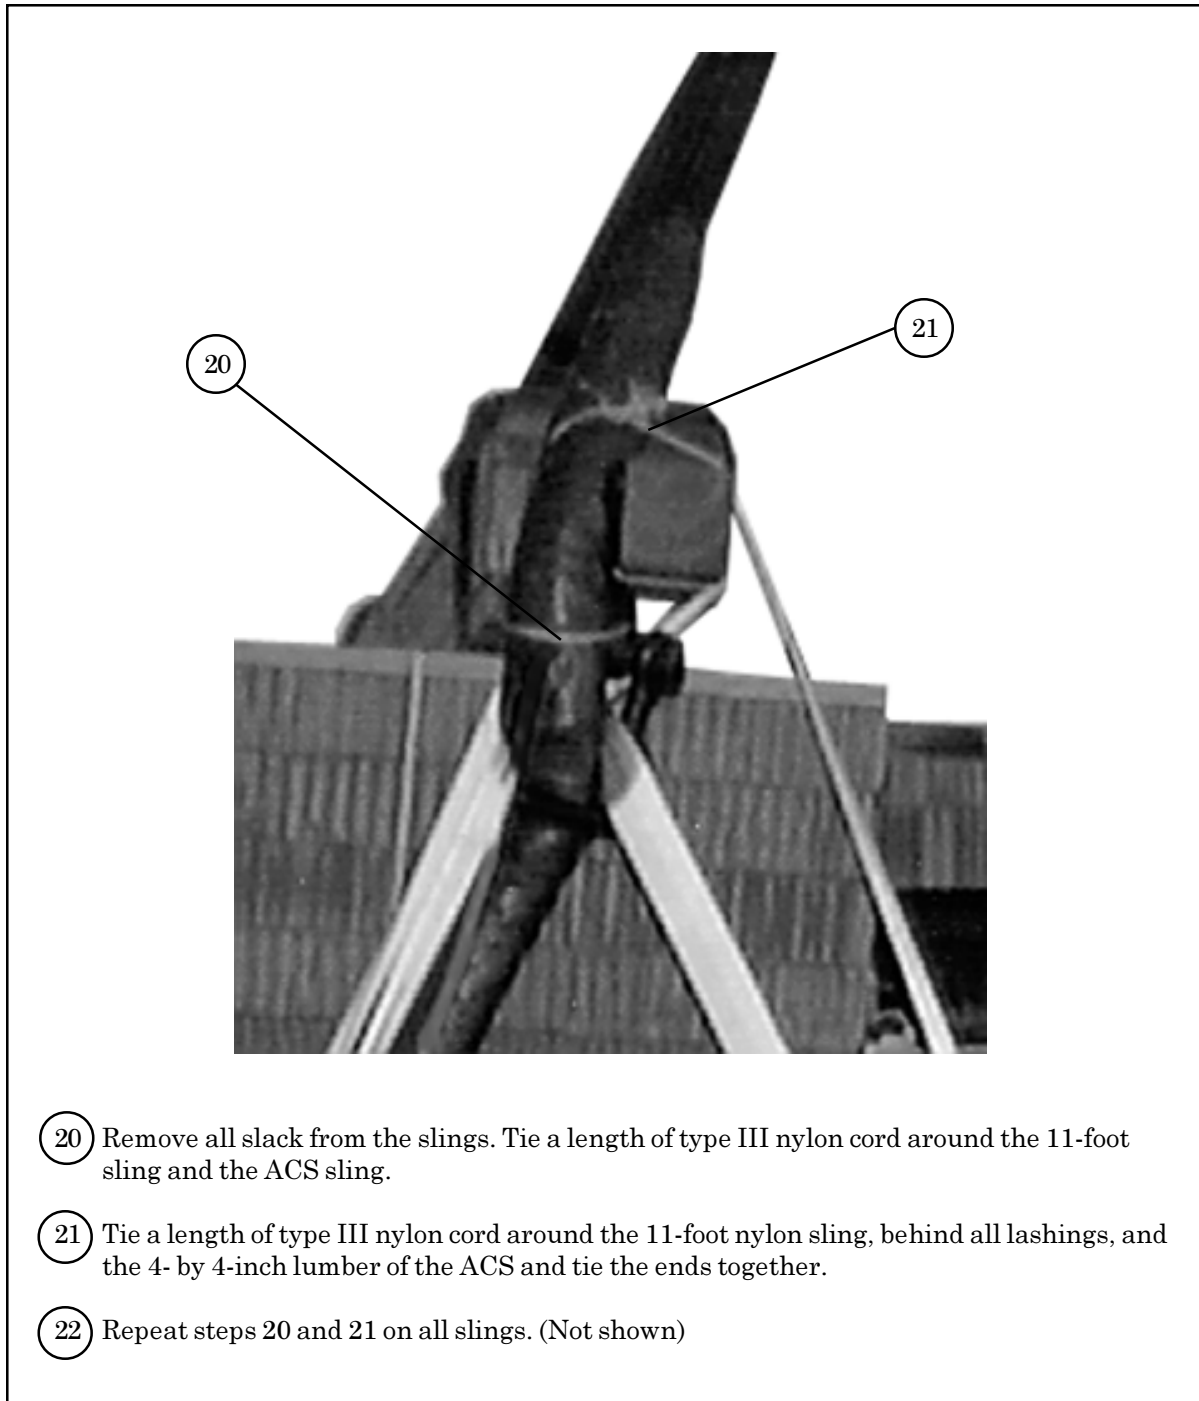 21
20
20 Remove all slack from the slings. Tie a length of type III nylon cord around the 11-foot
sling and the ACS sling.
21 Tie a length of type III nylon cord around the 11-foot nylon sling, behind all lashings, and
the 4- by 4-inch lumber of the ACS and tie the ends together.
22 Repeat steps 20 and 21 on all slings. (Not shown)